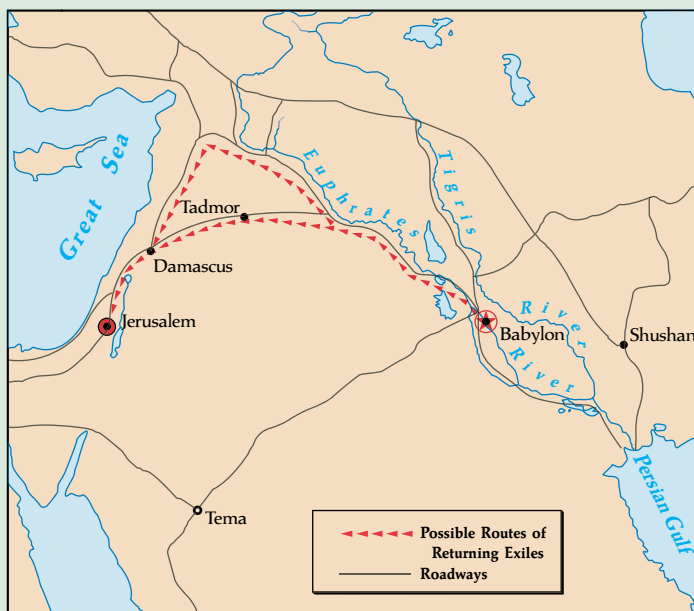 Great Sea
Euphrates
Tigris
Tadmor
Damascus
Jerusalem
River
Babylon
River
Shushan
Persian Gulf
Tema
Possible Routes of
Returning Exiles
Roadways